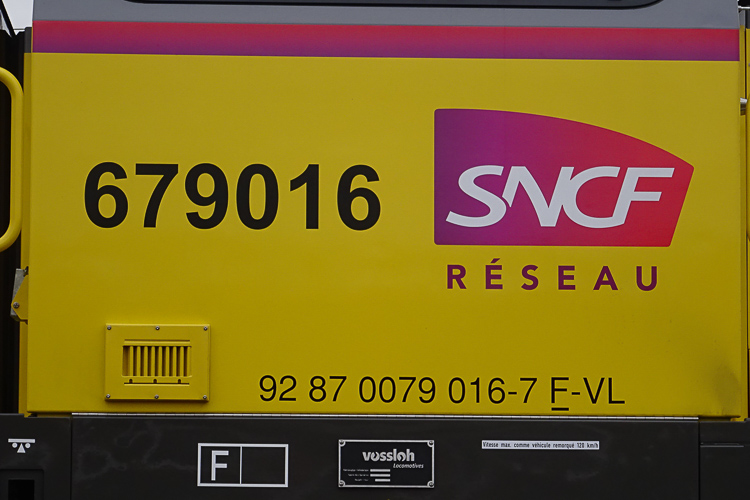 679016
SNCF
RÉSEAU
92 87 0079 016-7 F-VL
F
vossloh
Locomotives
Vitesse max. comme véhicule remorqué 120 km/h